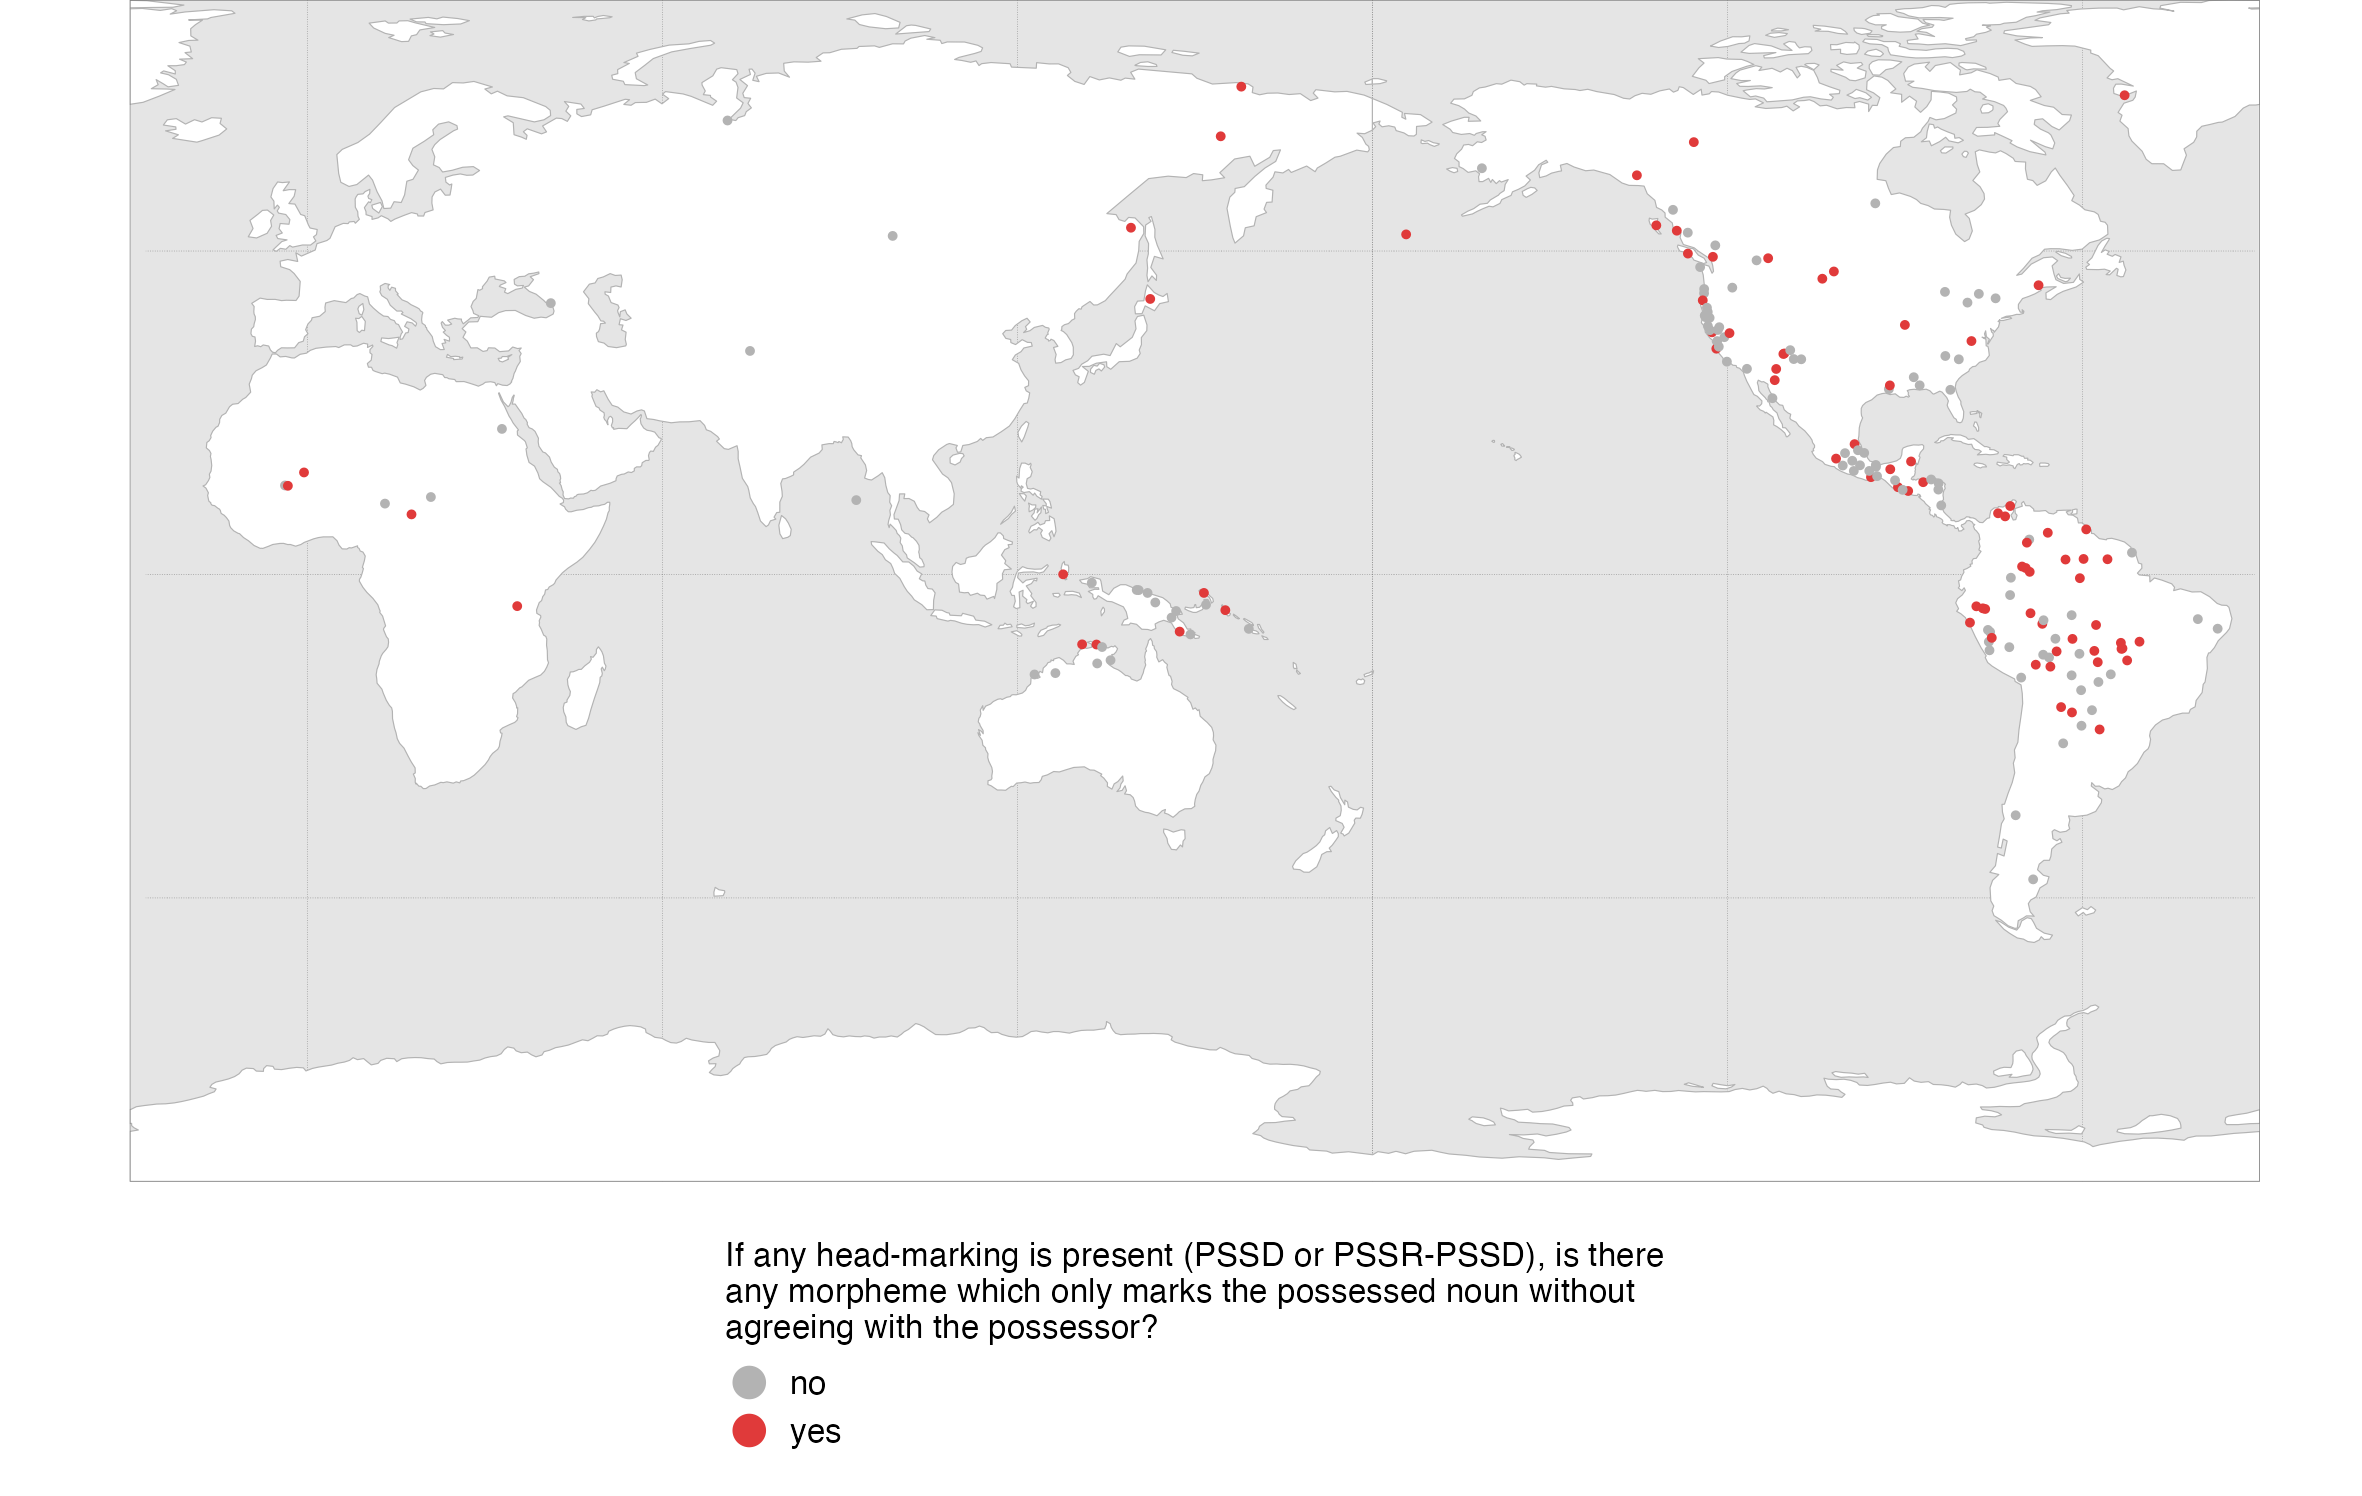 If any head-marking is present (PSSD or PSSR-PSSD), is there
any morpheme which only marks the possessed noun without
agreeing with the possessor?
no
yes